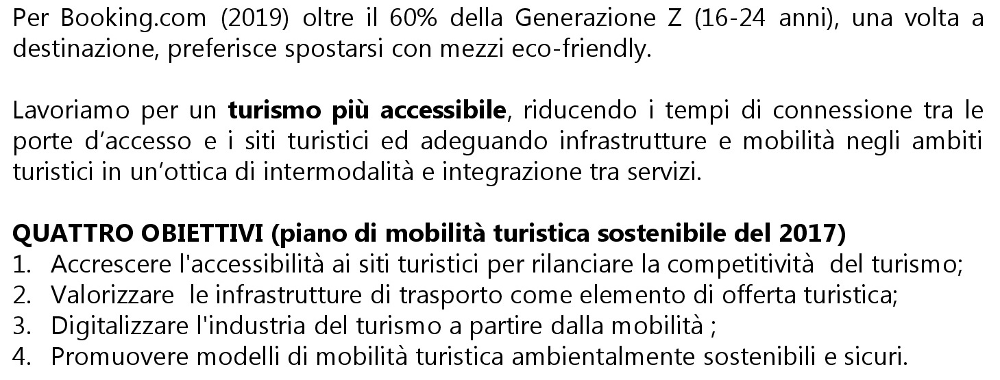 Per Booking.com (2019) oltre il 60% della Generazione Z (16-24 anni), una volta a
destinazione, preferisce spostarsi con mezzi eco-friendly.
Lavoriamo per un turismo più accessibile, riducendo i tempi di connessione tra le
porte d’accesso e i siti turistici ed adeguando infrastrutture e mobilità negli ambiti
turistici in un’ottica di intermodalità e integrazione tra servizi.
QUATTRO OBIETTIVI (piano di mobilità turistica sostenibile del 2017)
1. Accrescere l'accessibilità ai siti turistici per rilanciare la competitività  del turismo;
2. Valorizzare  le infrastrutture di trasporto come elemento di offerta turistica;
3. Digitalizzare l'industria del turismo a partire dalla mobilità ;
4. Promuovere modelli di mobilità turistica ambientalmente sostenibili e sicuri.